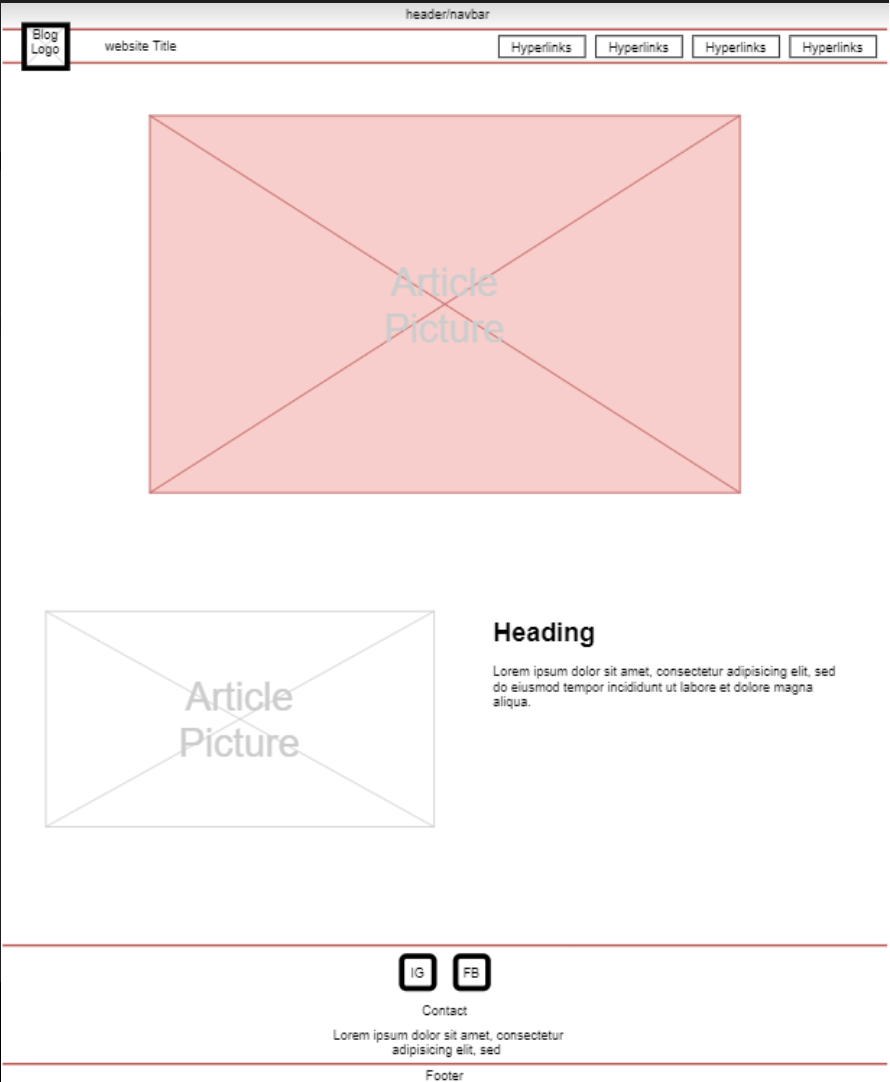 header/navbar
Blog
Logo
website Title
Hyperlinks
Hyperlinks
Hyperlinks
Hyperlinks
Article
Picture
Article
Picture
Heading
Lorem ipsum dolor sit amet, consectetur adipisicing elit, sed
do eiusmod tempor incididunt ut labore et dolore magna
aliqua.
IG
FB
Contact
Lorem ipsum dolor sit amet, consectetur
adipisicing elit, sed
Footer